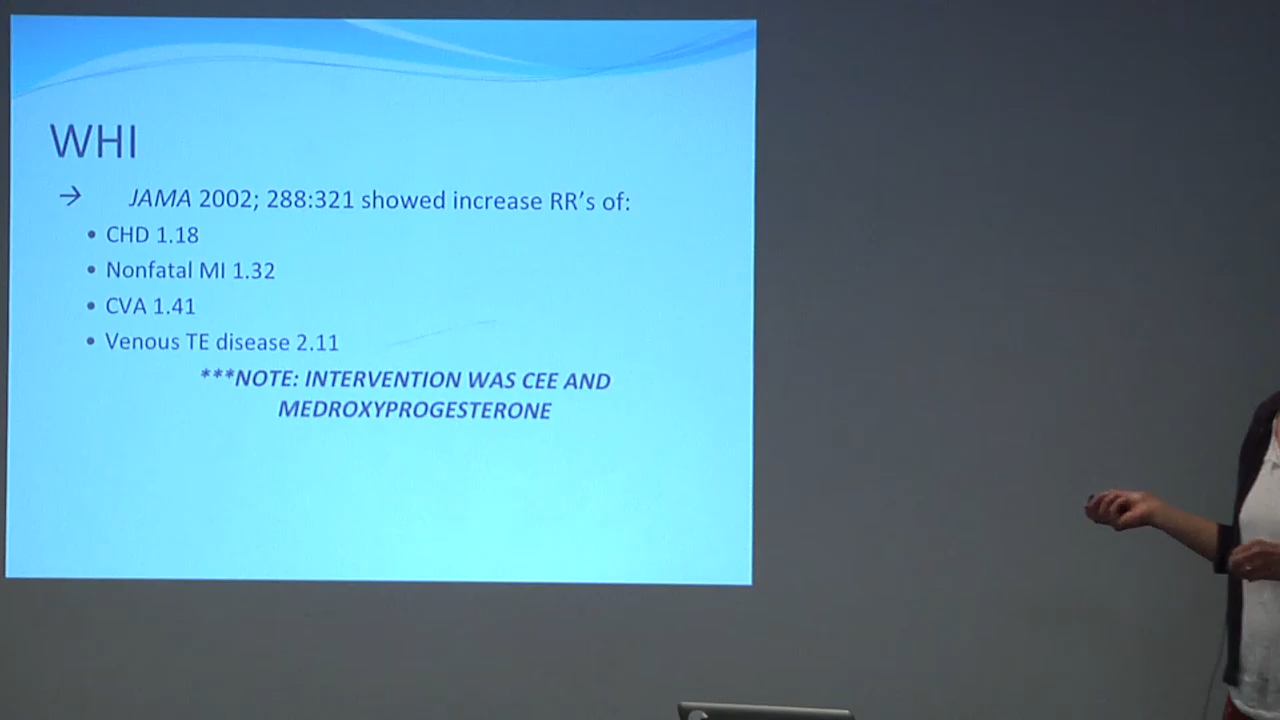 WHI
→ JAMA 2002; 288:321 showed increase RR's of:
• CHD 1.18
• Nonfatal MI 1.32
• CVA 1.41
• Venous TE disease 2.11
***NOTE: INTERVENTION WAS CEE AND
MEDROXYPROGESTERONE